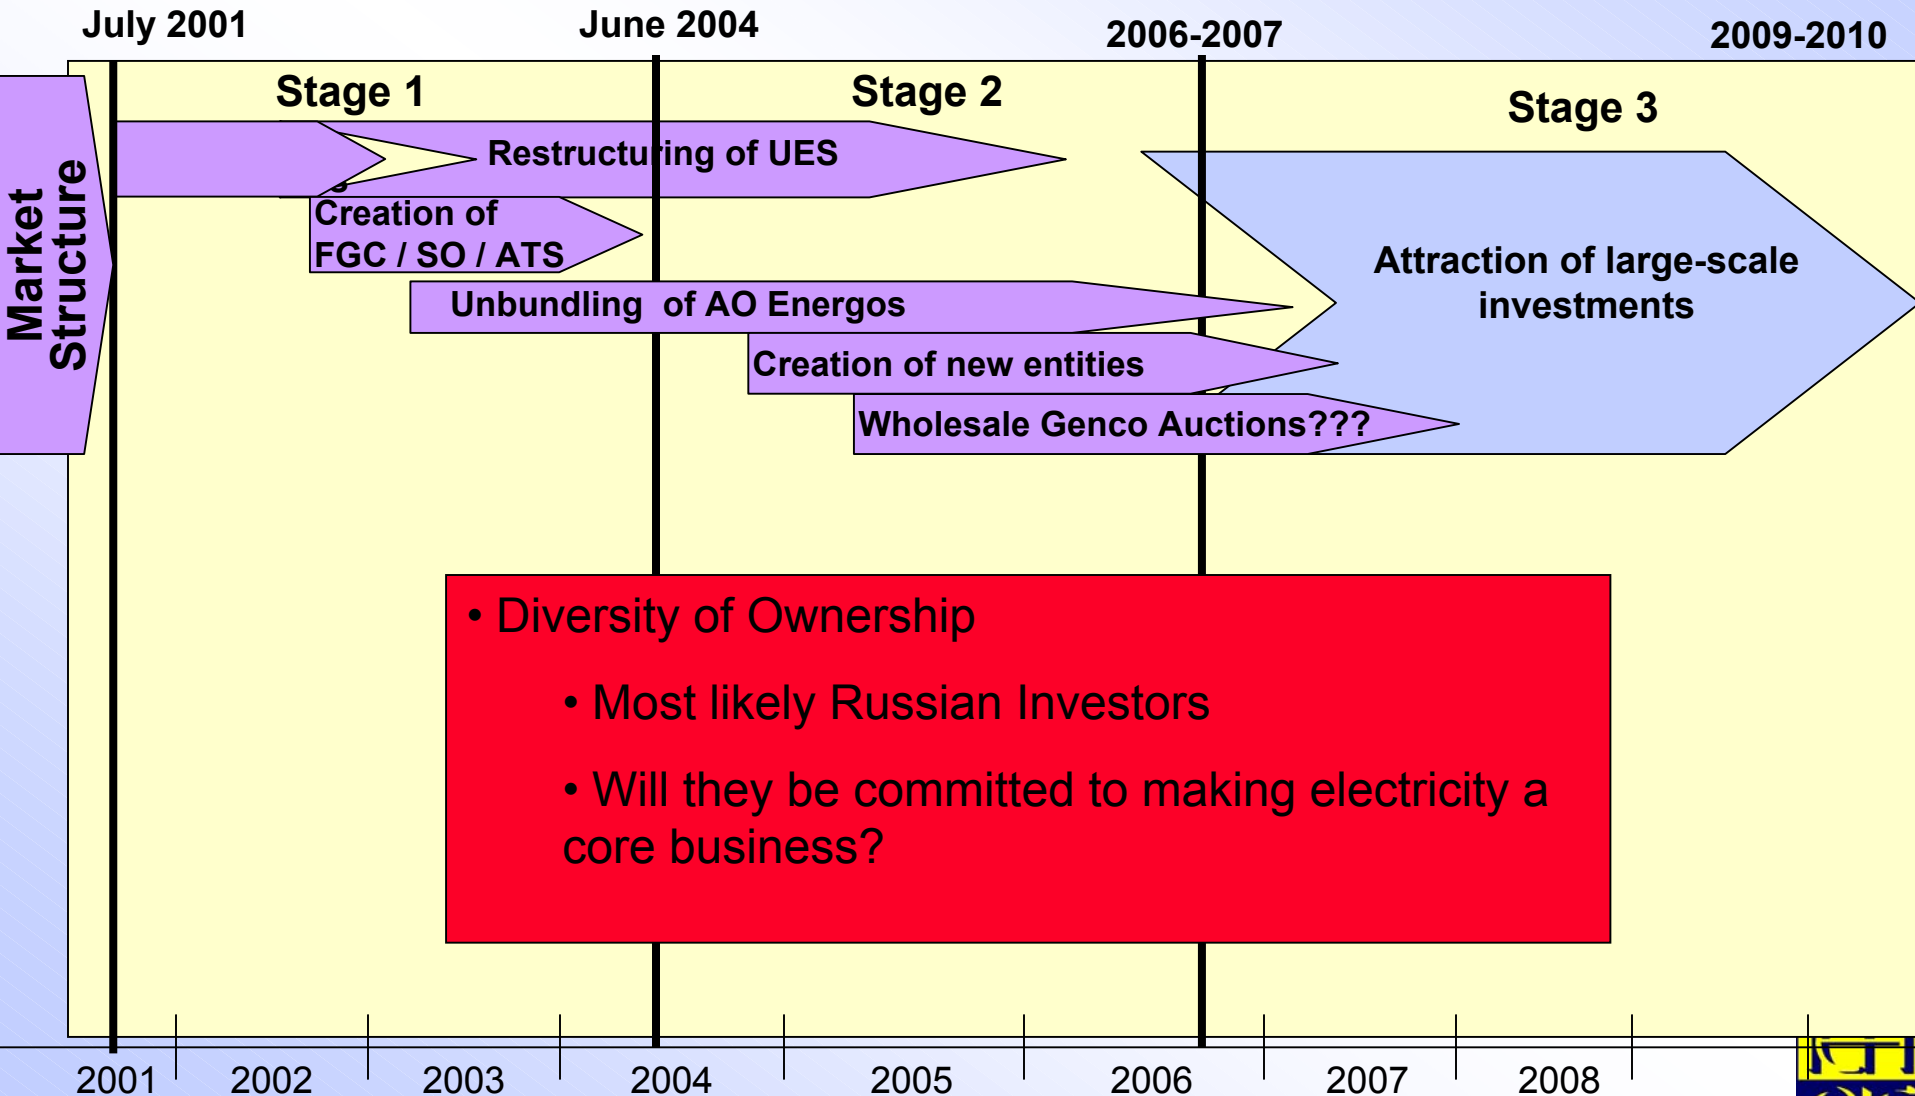 July 2001
June 2004
2006-2007
2009-2010
Stage 1
Stage 2
Stage 3
Market
Structure
Restructuring of UES
Creation of
FGC / SO / ATS
Unbundling of AO Energos
Creation of new entities
Wholesale Genco Auctions???
Attraction of large-scale
investments
• Diversity of Ownership
• Most likely Russian Investors
• Will they be committed to making electricity a
core business?
2001
2002
2003
2004
2005
2006
2007
2008